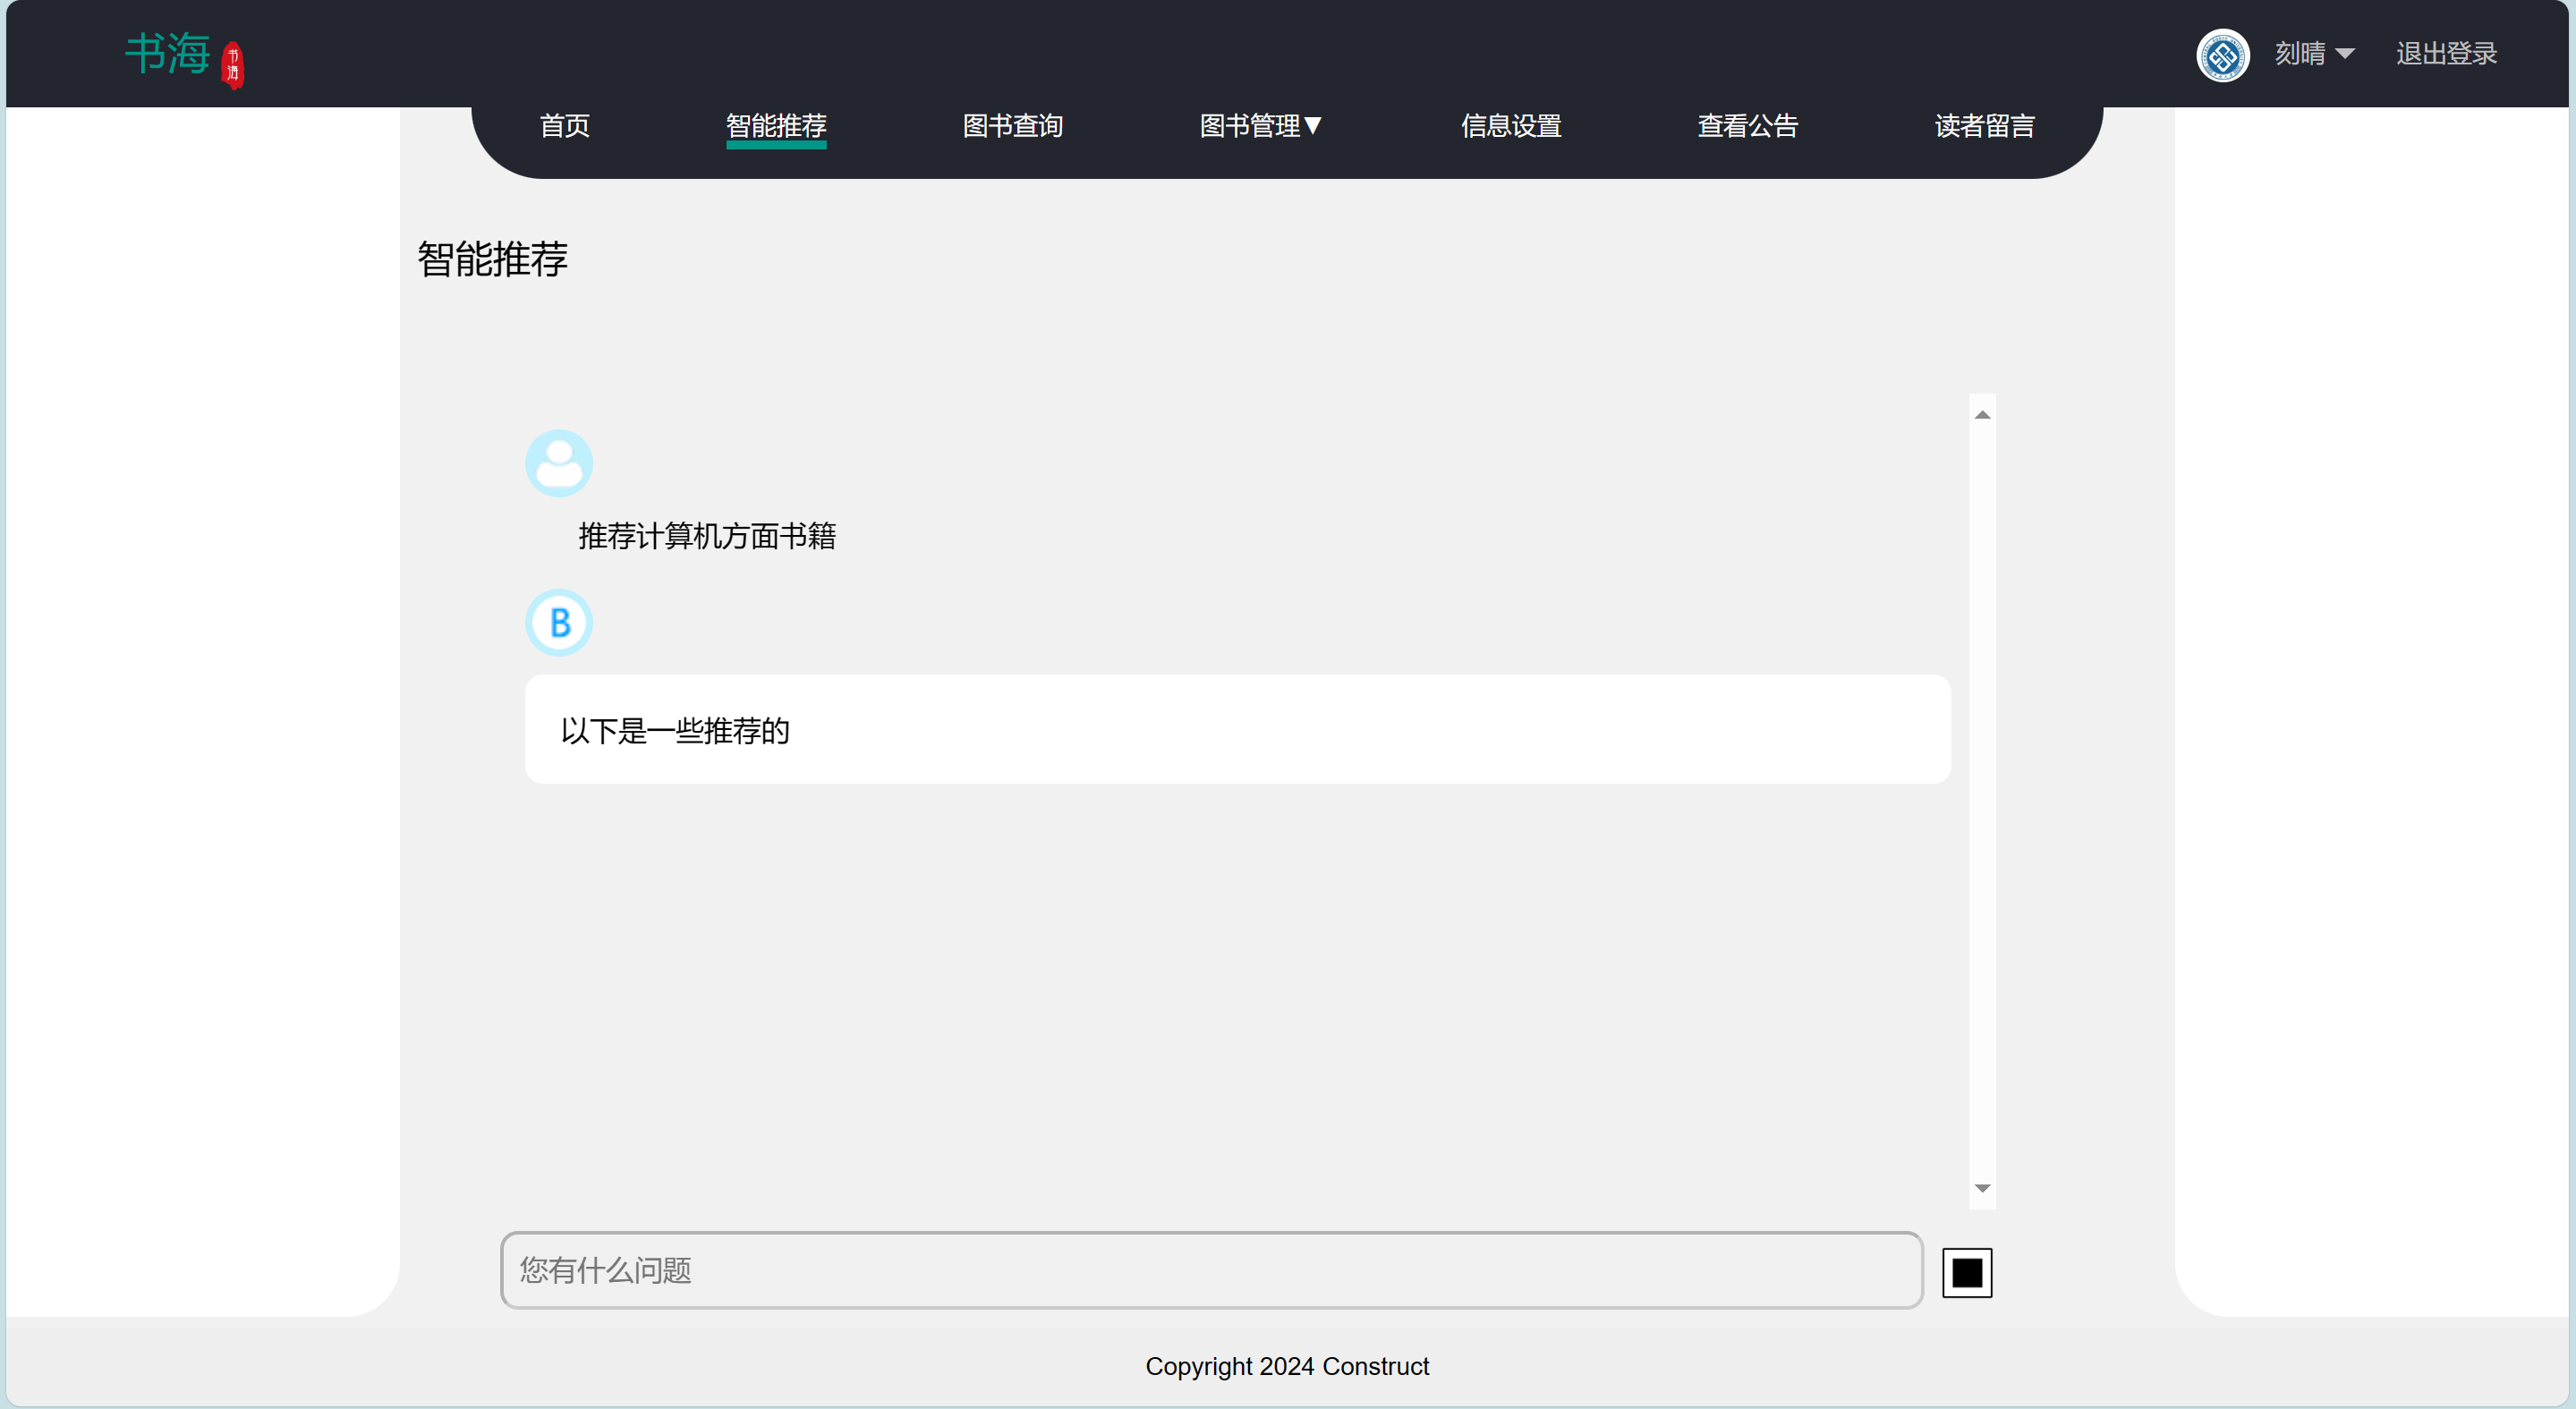 书海 书海
刻晴 退出登录
首页 智能推荐 图书查询 图书管理▼ 信息设置 查看公告 读者留言
智能推荐
推荐计算机方面书籍
B
以下是一些推荐的
您有什么问题
Copyright 2024 Construct